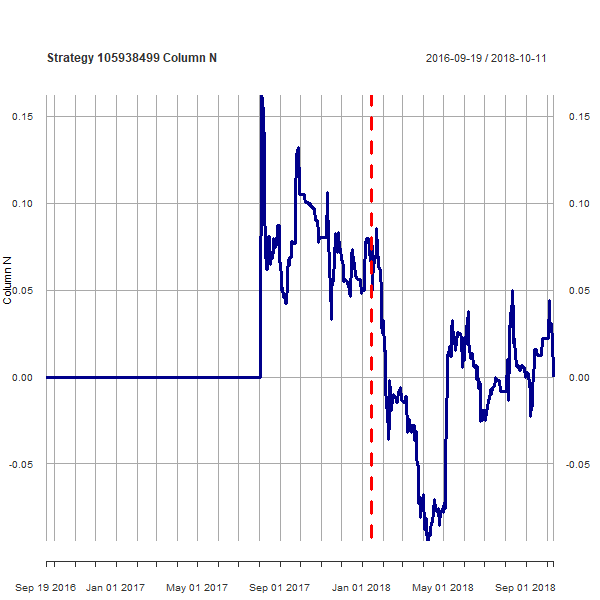 Strategy 105938499 Column N
2016-09-19 / 2018-10-11
0.15 0.15
0.10 0.10
0.05 0.05
0.00 0.00
-0.05 -0.05
Column N
Sep 19 2016 Jan 01 2017 May 01 2017 Sep 01 2017 Jan 01 2018 May 01 2018 Sep 01 2018